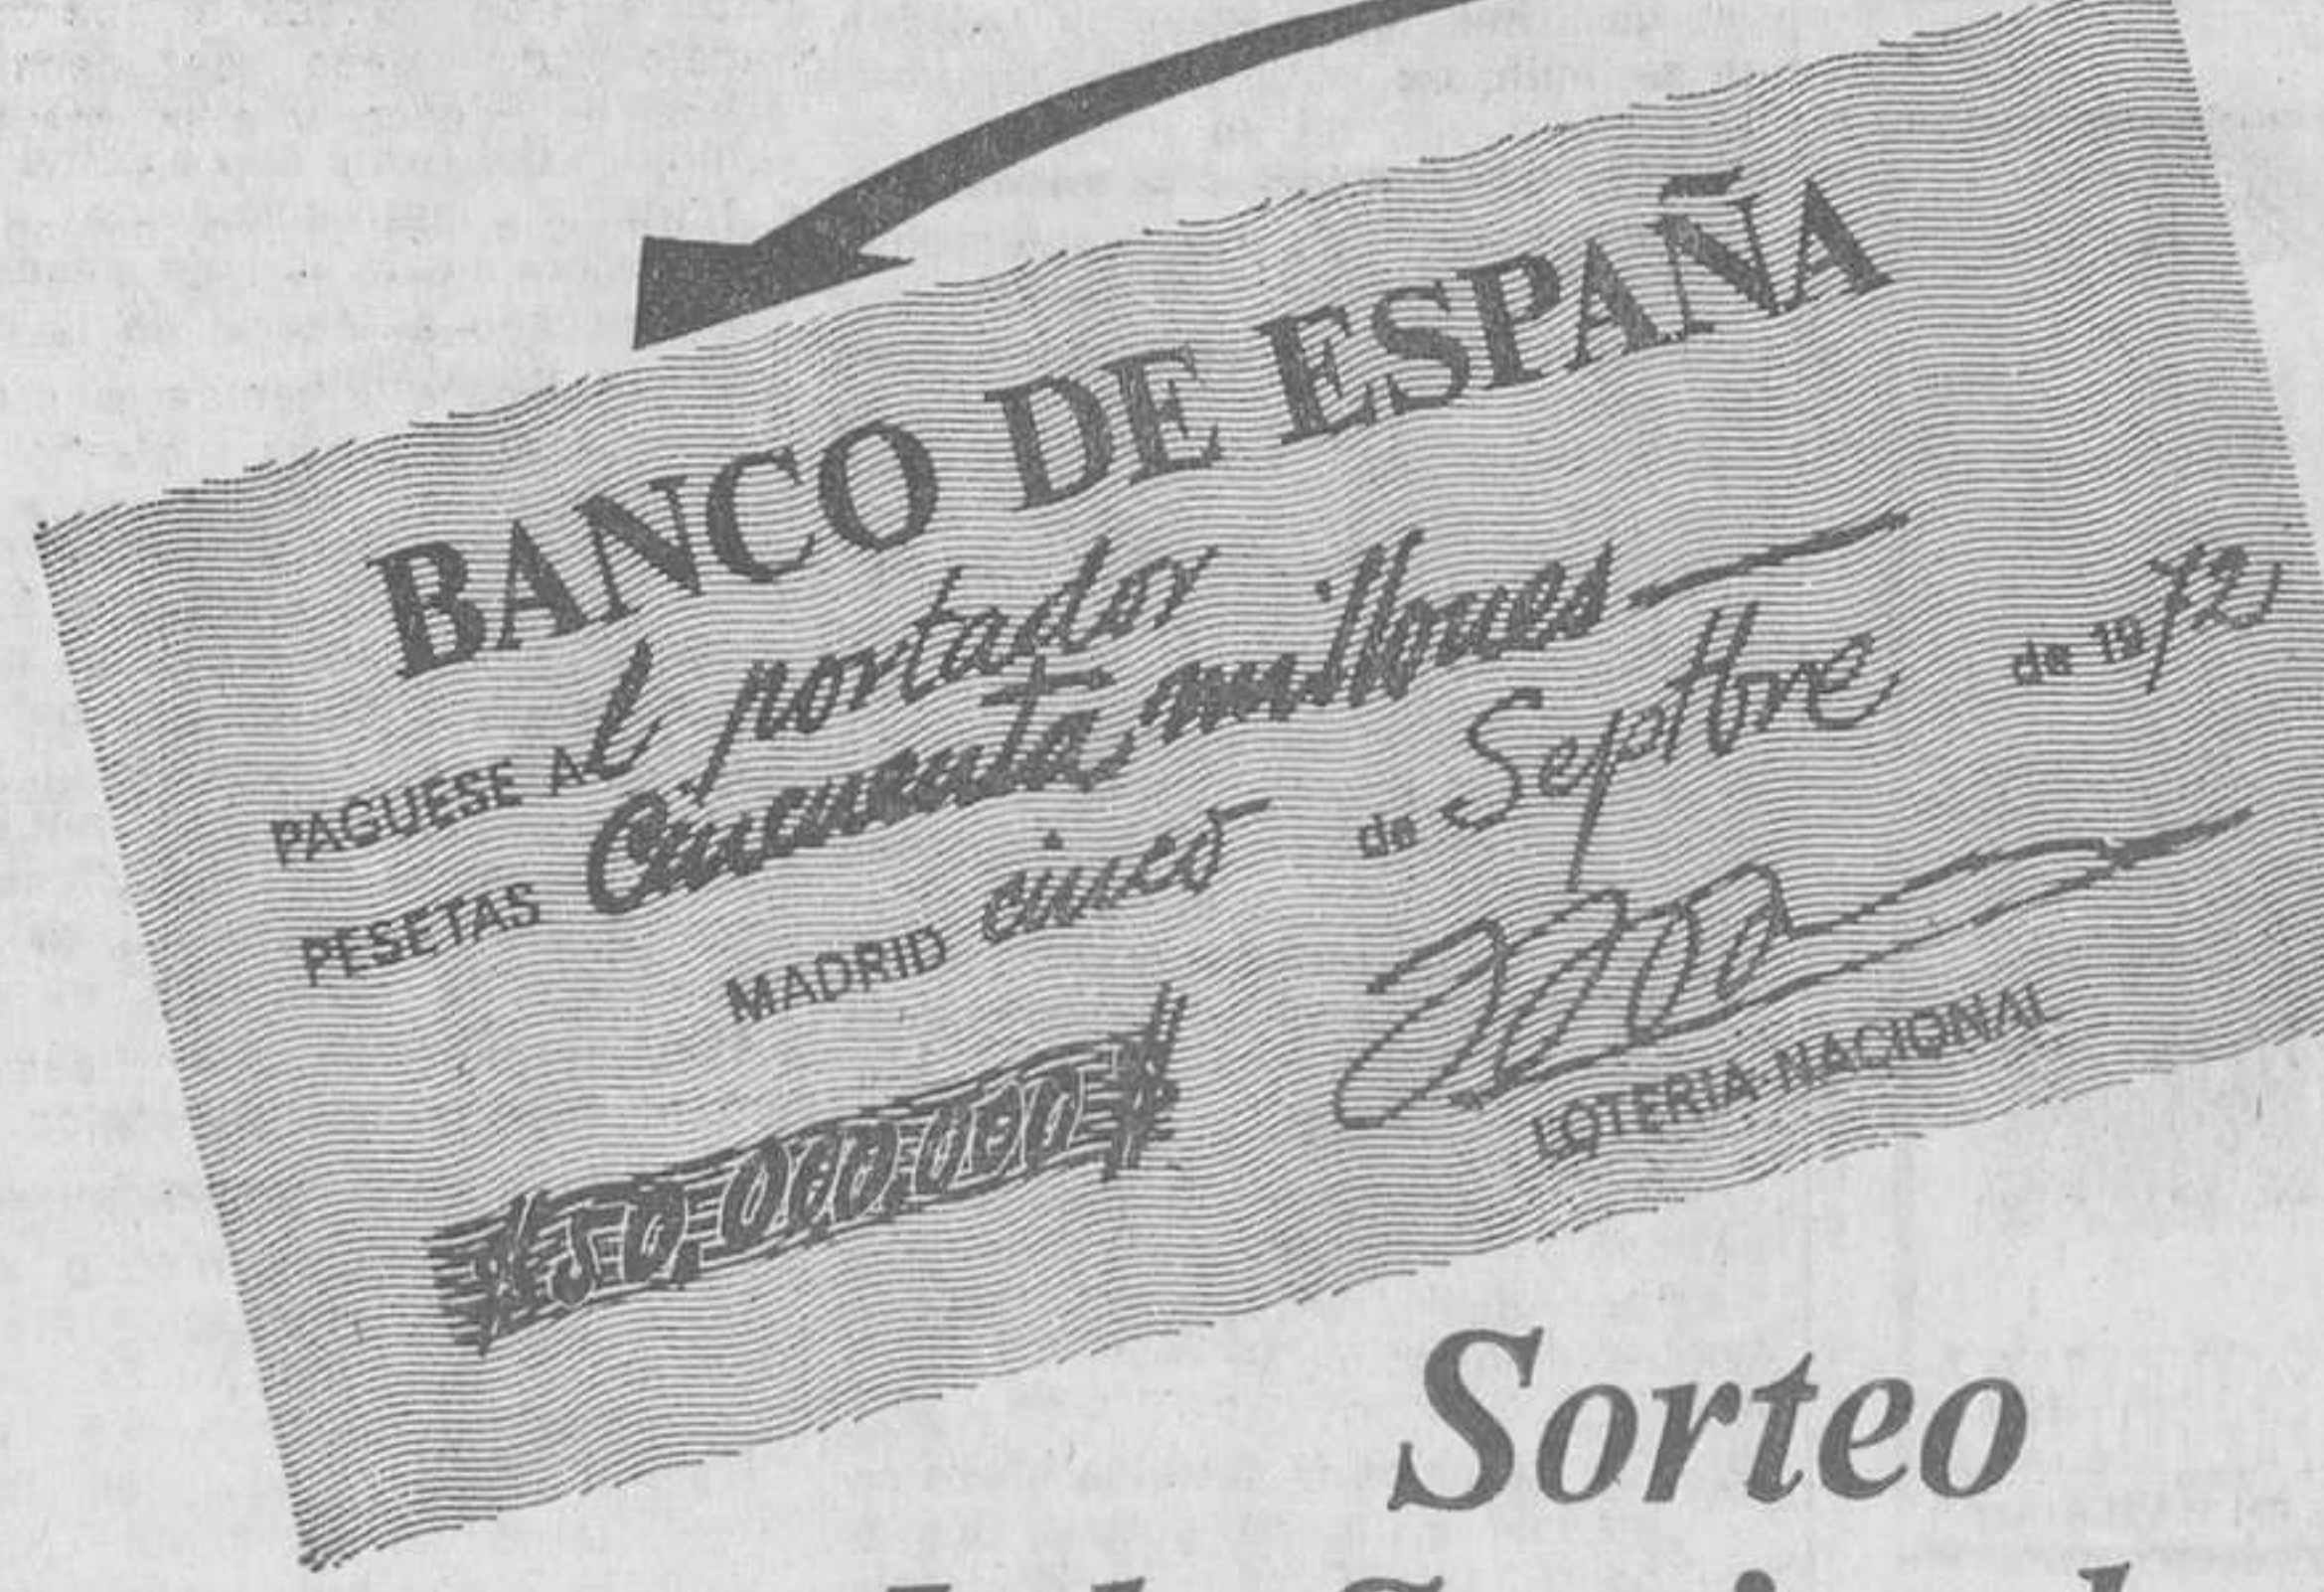 BANCO DE ESPAÑA
PAGUESE Al portador
PESETAS Cincuenta millones
MADRID cinco de Septbre de 1972
#50,000,000#
LOTERIA NACIONAL
Sorteo